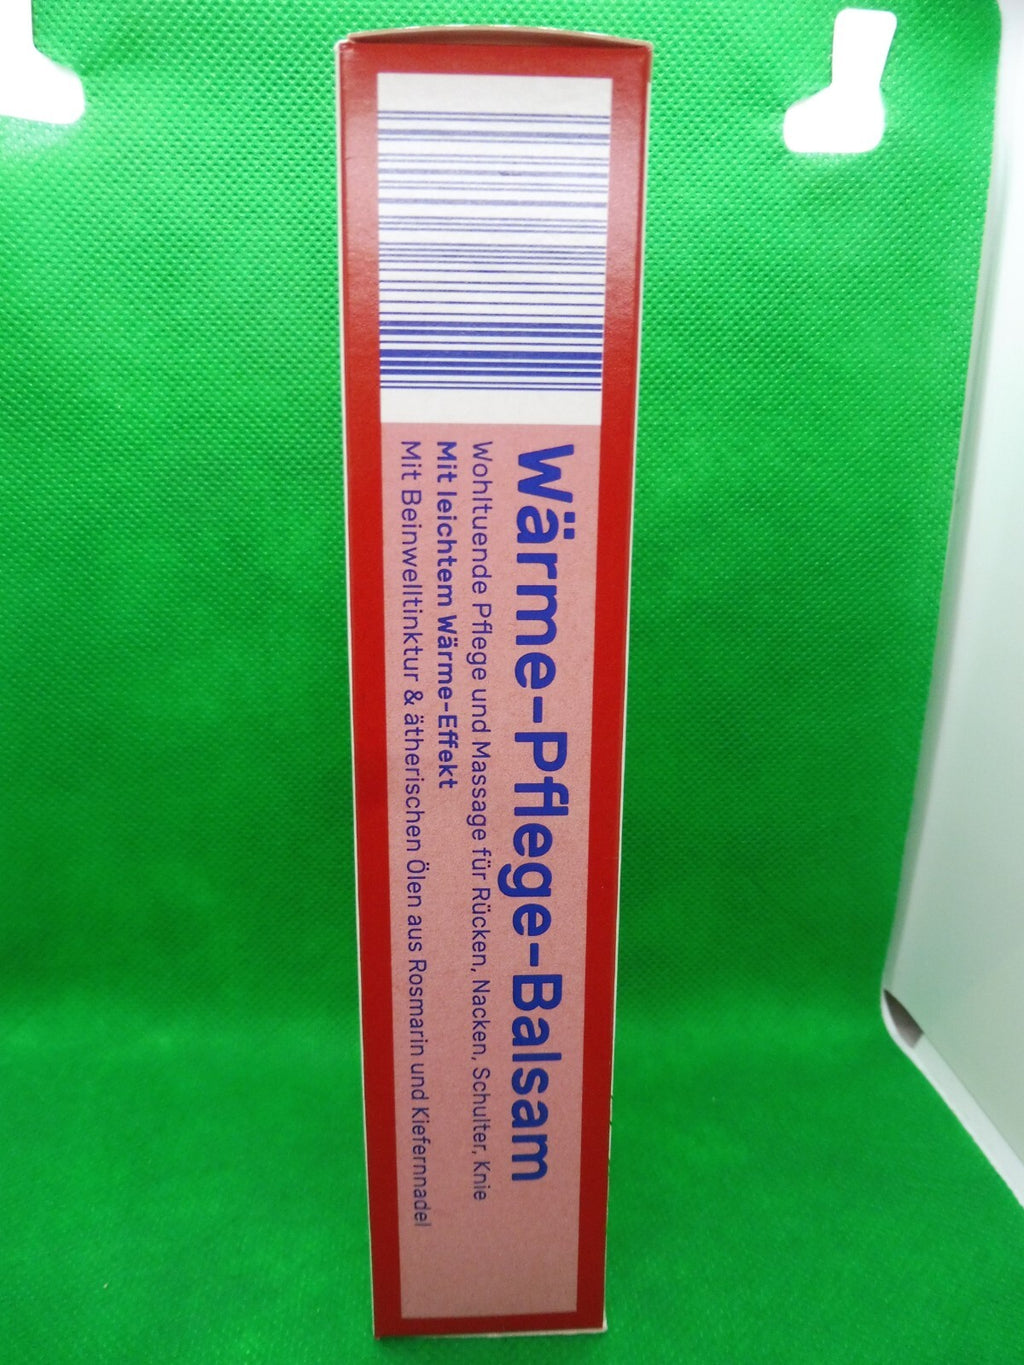 Wärme-Pflege-Balsam
Wohltuende Pflege und Massage für Rücken, Nacken, Schulter, Knie
Mit leichtem Wärme-Effekt
Mit Beinwelltinktur & ätherischen Ölen aus Rosmarin und Kiefernnadel